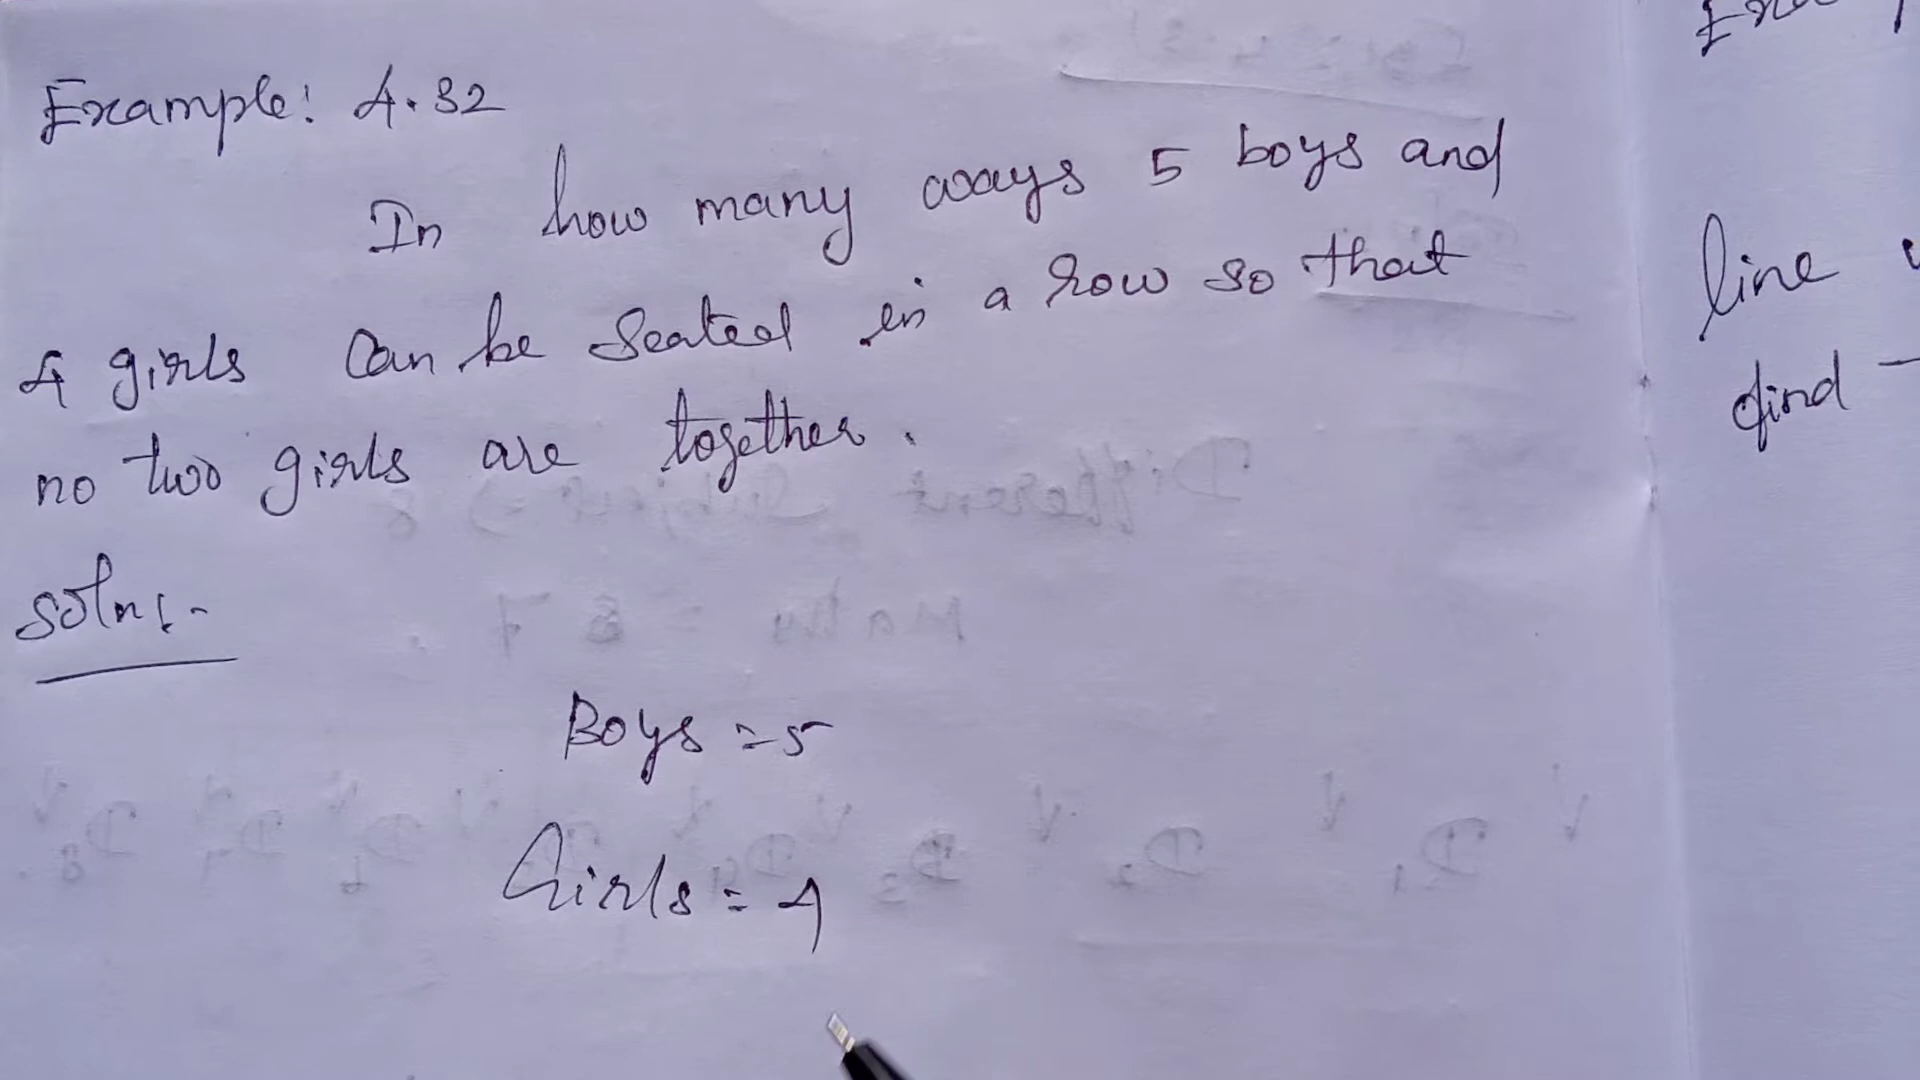 Example: 4.32
In how many ways 5 boys and
4 girls can be seated in a row so that
no two girls are together.
soln:-
Boys = 5
Girls = 4
line
find